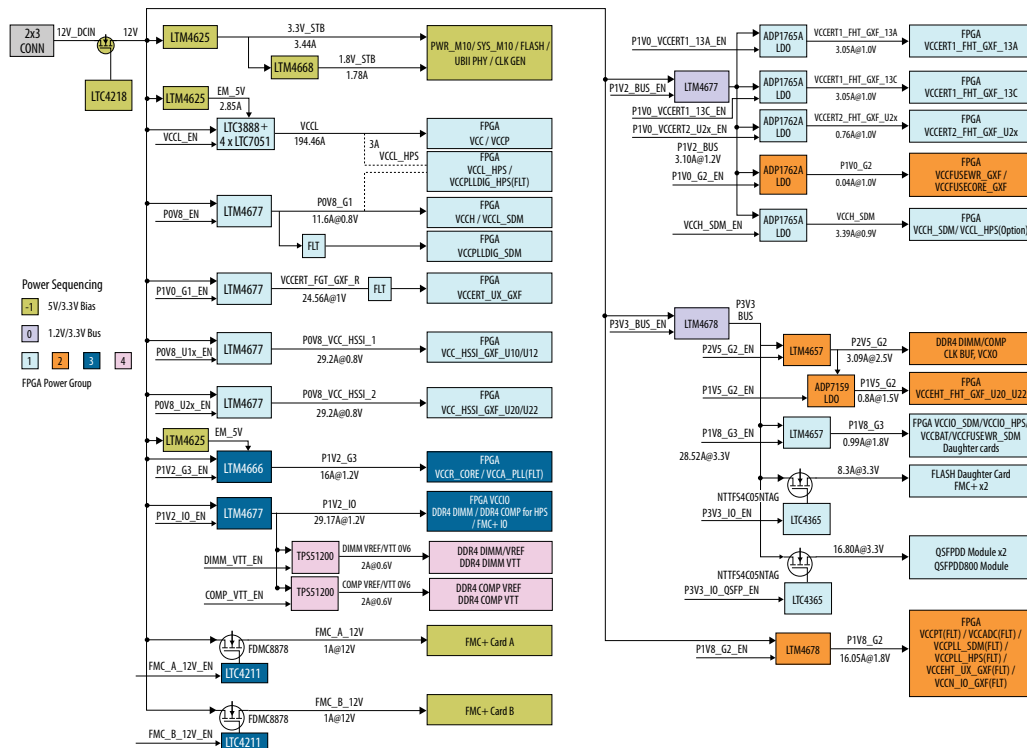 2x3
CONN
12V_DCIN
12V
LTC4218
LTM4625
3.3V_STB
3.44A
LTM4668
1.8V_STB
1.78A
PWR_M10/ SYS_M10 / FLASH /
UBII PHY / CLK GEN
LTM4625
EM_5V
2.85A
VCCL_EN
LTC3888 +
4 x LTC7051
VCCL
194.46A
3A
VCCL_HPS
FPGA
VCC / VCCP
FPGA
VCCL_HPS /
VCCPLLDIG_HPS(FLT)
P0V8_EN
LTM4677
P0V8_G1
11.6A@0.8V
FPGA
VCCH / VCCL_SDM
FLT
FPGA
VCCPLLDIG_SDM
P1V0_G1_EN
LTM4677
VCCERT_FGT_GXF_R
24.56A@1V
FLT
FPGA
VCCERT_UX_GXF
P0V8_U1x_EN
LTM4677
P0V8_VCC_HSSI_1
29.2A@0.8V
FPGA
VCC_HSSI_GXF_U10/U12
P0V8_U2x_EN
LTM4677
P0V8_VCC_HSSI_2
29.2A@0.8V
FPGA
VCC_HSSI_GXF_U20/U22
LTM4625
EM_5V
P1V2_G3_EN
LTM4666
P1V2_G3
16A@1.2V
FPGA
VCCR_CORE / VCCA_PLL(FLT)
P1V2_IO_EN
LTM4677
P1V2_IO
29.17A@1.2V
FPGA VCCIO
DDR4 DIMM / DDR4 COMP for HPS
/ FMC+ IO
DIMM_VTT_EN
TPS51200
DIMM VREF/VTT 0V6
2A@0.6V
DDR4 DIMM/VREF
DDR4 DIMM VTT
COMP_VTT_EN
TPS51200
COMP VREF/VTT 0V6
2A@0.6V
DDR4 COMP VREF
DDR4 COMP VTT
FMC_A_12V_EN
FDMC8878
LTC4211
FMC_A_12V
1A@12V
FMC+ Card A
FMC_B_12V_EN
FDMC8878
LTC4211
FMC_B_12V
1A@12V
FMC+ Card B
Power Sequencing
-1 5V/3.3V Bias
0 1.2V/3.3V Bus
1 2 3 4
FPGA Power Group
P1V2_BUS_EN
LTM4677
P1V2_BUS
3.10A@1.2V
P1V0_VCCERT1_13A_EN
ADP1765A
LDO
VCCERT1_FHT_GXF_13A
3.05A@1.0V
FPGA
VCCERT1_FHT_GXF_13A
P1V0_VCCERT1_13C_EN
ADP1765A
LDO
VCCERT1_FHT_GXF_13C
3.05A@1.0V
FPGA
VCCERT1_FHT_GXF_13C
P1V0_VCCERT2_U2x_EN
ADP1762A
LDO
VCCERT2_FHT_GXF_U2x
0.76A@1.0V
FPGA
VCCERT2_FHT_GXF_U2x
P1V0_G2_EN
ADP1762A
LDO
P1V0_G2
0.04A@1.0V
FPGA
VCCFUSEWR_GXF /
VCCFUSECORE_GXF
VCCH_SDM_EN
ADP1765A
LDO
VCCH_SDM
3.39A@0.9V
FPGA
VCCH_SDM/ VCCL_HPS(Option)
P3V3_BUS_EN
LTM4678
P3V3
BUS
28.52A@3.3V
P2V5_G2_EN
LTM4657
P2V5_G2
3.09A@2.5V
DDR4 DIMM/COMP
CLK BUF, VCXO
P1V5_G2_EN
ADP7159
LDO
P1V5_G2
0.8A@1.5V
FPGA
VCCEHT_FHT_GXF_U20_U22
P1V8_G3_EN
LTM4657
P1V8_G3
0.99A@1.8V
FPGA VCCIO_SDM/VCCIO_HPS/
VCCBAT/VCCFUSEWR_SDM
Daughter cards
P3V3_IO_EN
NTTFS4C05NTAG
LTC4365
8.3A@3.3V
FLASH Daughter Card
FMC+ x2
P3V3_IO_QSFP_EN
NTTFS4C05NTAG
LTC4365
16.80A@3.3V
QSFPDD Module x2
QSFPDD800 Module
P1V8_G2_EN
LTM4678
P1V8_G2
16.05A@1.8V
FPGA
VCCPT(FLT) / VCCADC(FLT) /
VCCPLL_SDM(FLT) /
VCCPLL_HPS(FLT) /
VCCEHT_UX_GXF(FLT) /
VCCN_IO_GXF(FLT)